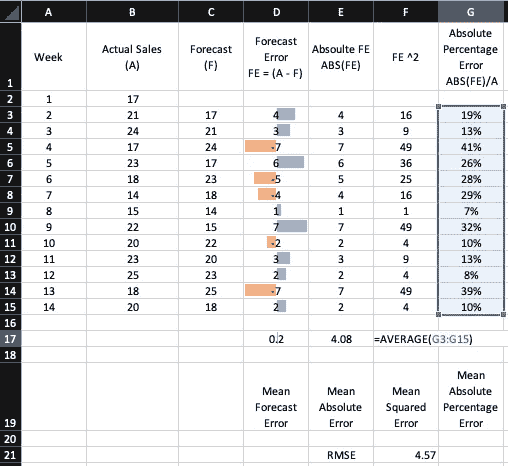 A B C D E F G
1
Week
Actual Sales
(A)
Forecast
(F)
Forecast
Error
FE = (A - F)
Absoulte FE
ABS(FE)
FE ^2
Absolute
Percentage
Error
ABS(FE)/A
2 1 17
3 2 21 17 4 4 16 19%
4 3 24 21 3 3 9 13%
5 4 17 24 -7 7 49 41%
6 5 23 17 6 6 36 26%
7 6 18 23 -5 5 25 28%
8 7 14 18 -4 4 16 29%
9 8 15 14 1 1 1 7%
10 9 22 15 7 7 49 32%
11 10 20 22 -2 2 4 10%
12 11 23 20 3 3 9 13%
13 12 25 23 2 2 4 8%
14 13 18 25 -7 7 49 39%
15 14 20 18 2 2 4 10%
16
17 0.2 4.08 =AVERAGE(G3:G15)
18
19
Mean
Forecast
Error
Mean
Absolute
Error
Mean
Squared
Error
Mean
Absolute
Percentage
Error
20
21 RMSE 4.57